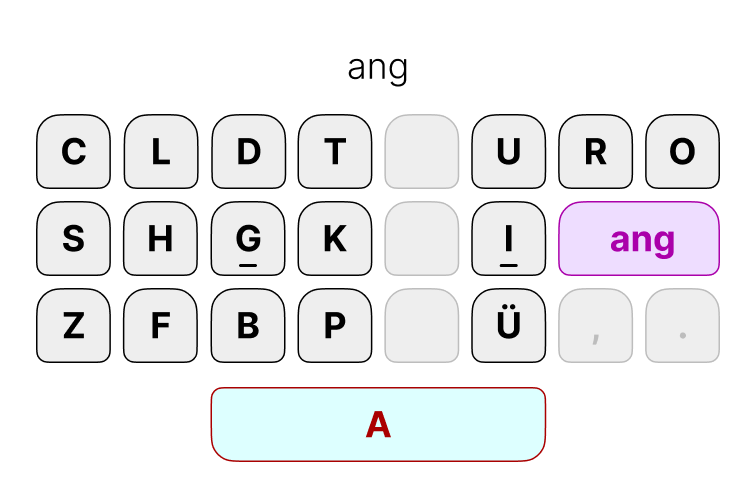 ang
C L D T U R O
S H G K I ang
Z F B P Ü , .
A